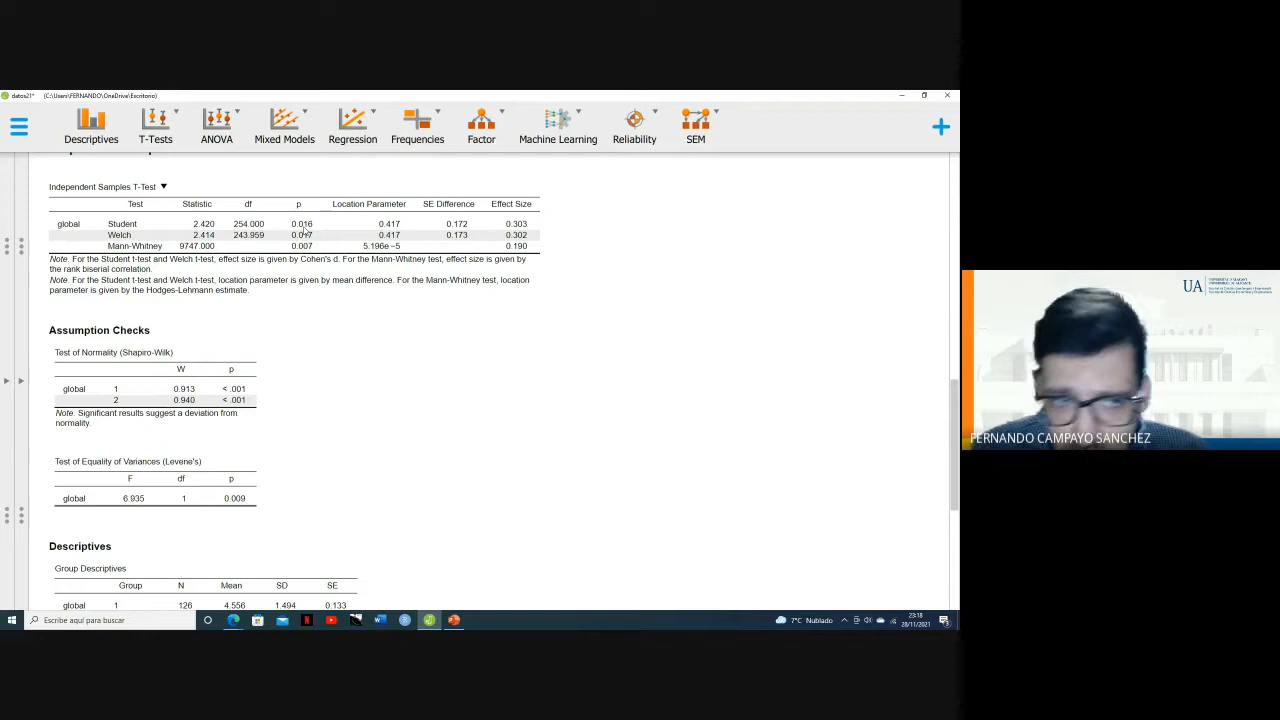 datos21* (C:\Users\FERNANDO\OneDrive\Escritorio)
Descriptives T-Tests ANOVA Mixed Models Regression Frequencies Factor Machine Learning Reliability SEM
Independent Samples T-Test ▼
Test Statistic df p Location Parameter SE Difference Effect Size
global Student 2.420 254.000 0.016 0.417 0.172 0.303
Welch 2.414 243.959 0.417 0.173 0.302
Mann-Whitney 9747.000 0.007 5.196e −5 0.190
Note. For the Student t-test and Welch t-test, effect size is given by Cohen's d. For the Mann-Whitney test, effect size is given by
the rank biserial correlation.
Note. For the Student t-test and Welch t-test, location parameter is given by mean difference. For the Mann-Whitney test, location
parameter is given by the Hodges-Lehmann estimate.
Assumption Checks
Test of Normality (Shapiro-Wilk)
W p
global 1 0.913 < .001
2 0.940 < .001
Note. Significant results suggest a deviation from
normality.
Test of Equality of Variances (Levene's)
F df p
global 6.935 1 0.009
Descriptives
Group Descriptives
Group N Mean SD SE
global 1 126 4.556 1.494 0.133
Escribe aquí para buscar
7°C Nublado
23:18
28/11/2021
UA
FERNANDO CAMPAYO SANCHEZ